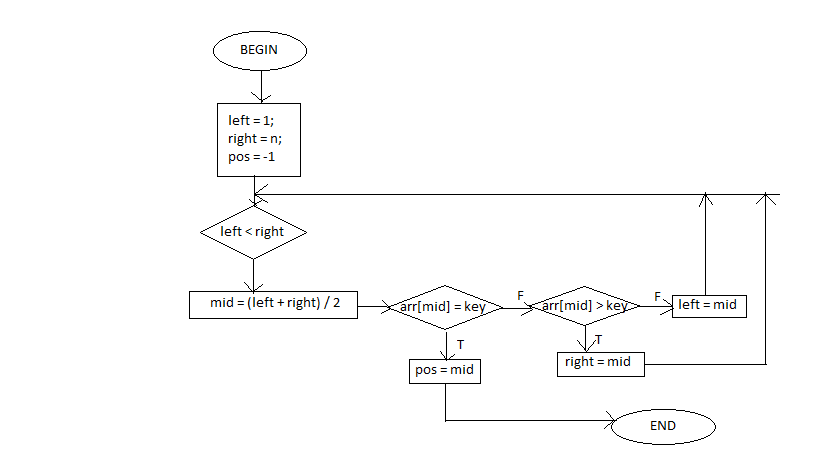 BEGIN
left = 1;
right = n;
pos = -1
left < right
mid = (left + right) / 2
arr[mid] = key
F
arr[mid] > key
F
left = mid
T
T
pos = mid
right = mid
END